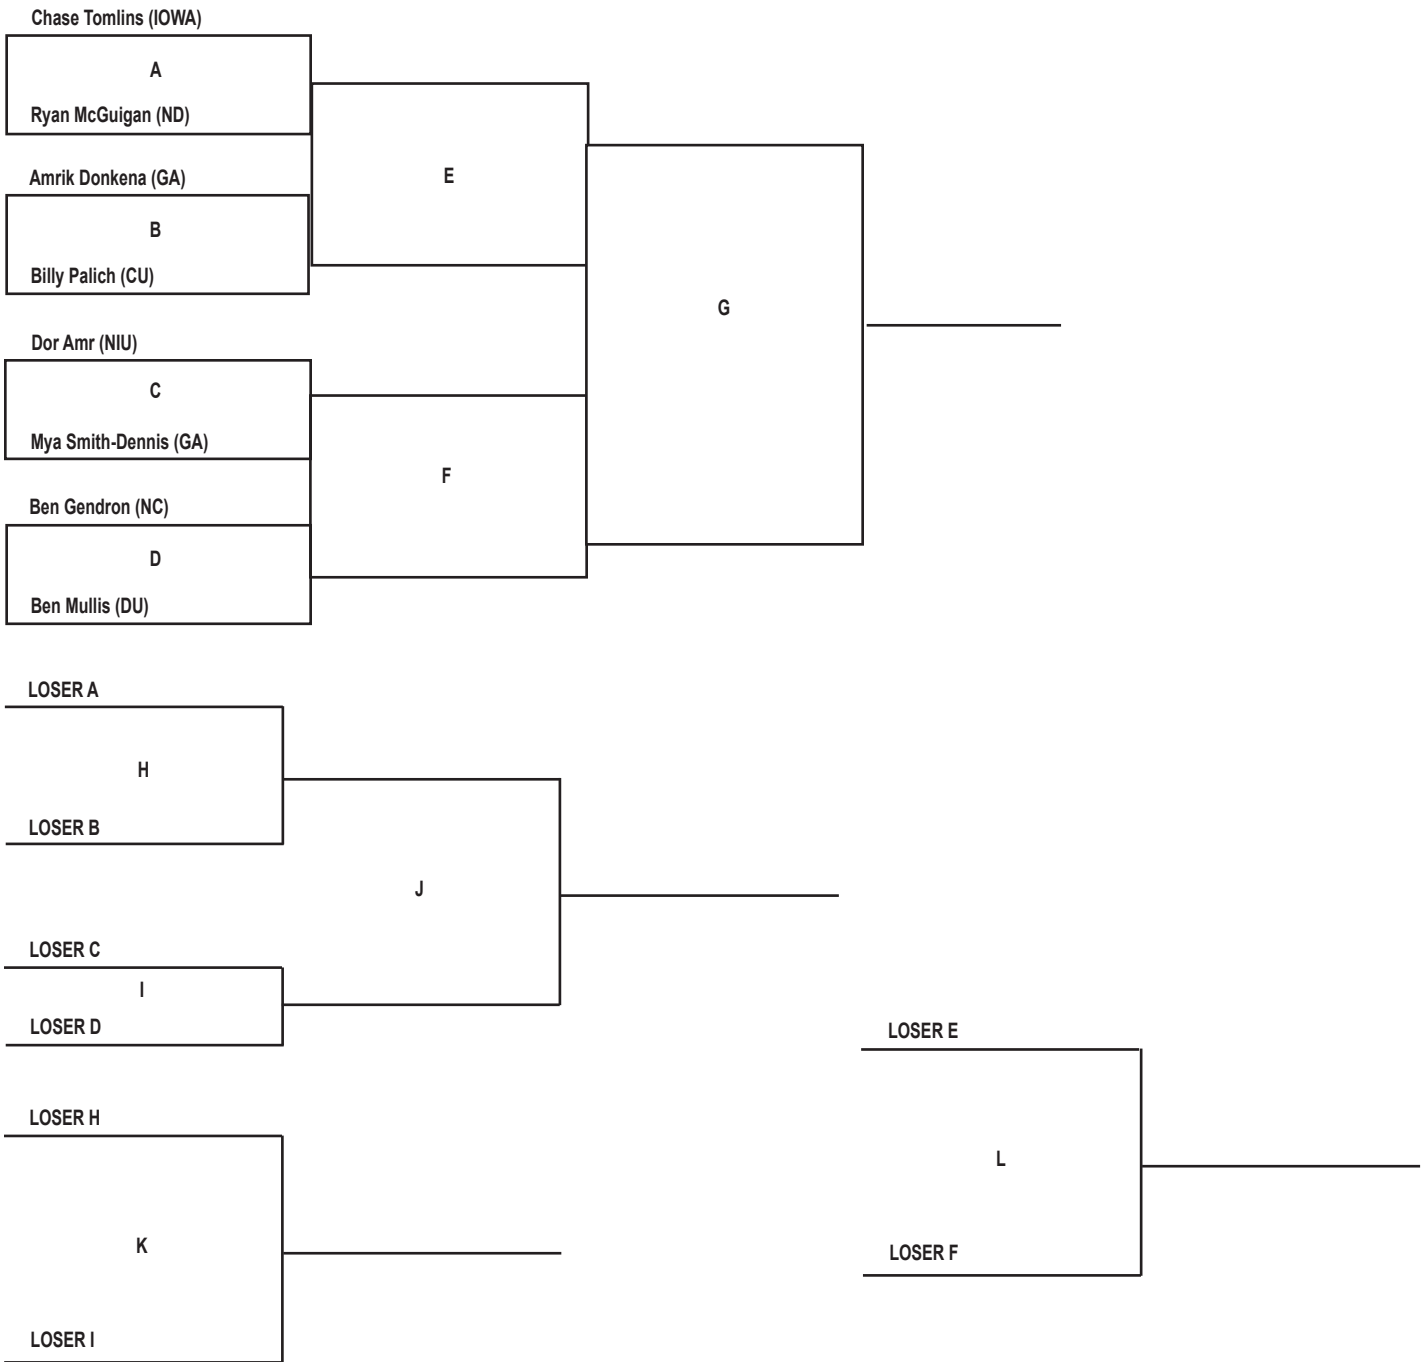 Chase Tomlins (IOWA)
A
Ryan McGuigan (ND)
E
Amrik Donkena (GA)
B
Billy Palich (CU)
G
Dor Amr (NIU)
C
Mya Smith-Dennis (GA)
F
Ben Gendron (NC)
D
Ben Mullis (DU)
LOSER A
H
LOSER B
J
LOSER C
I
LOSER D
LOSER E
LOSER H
L
K
LOSER F
LOSER I